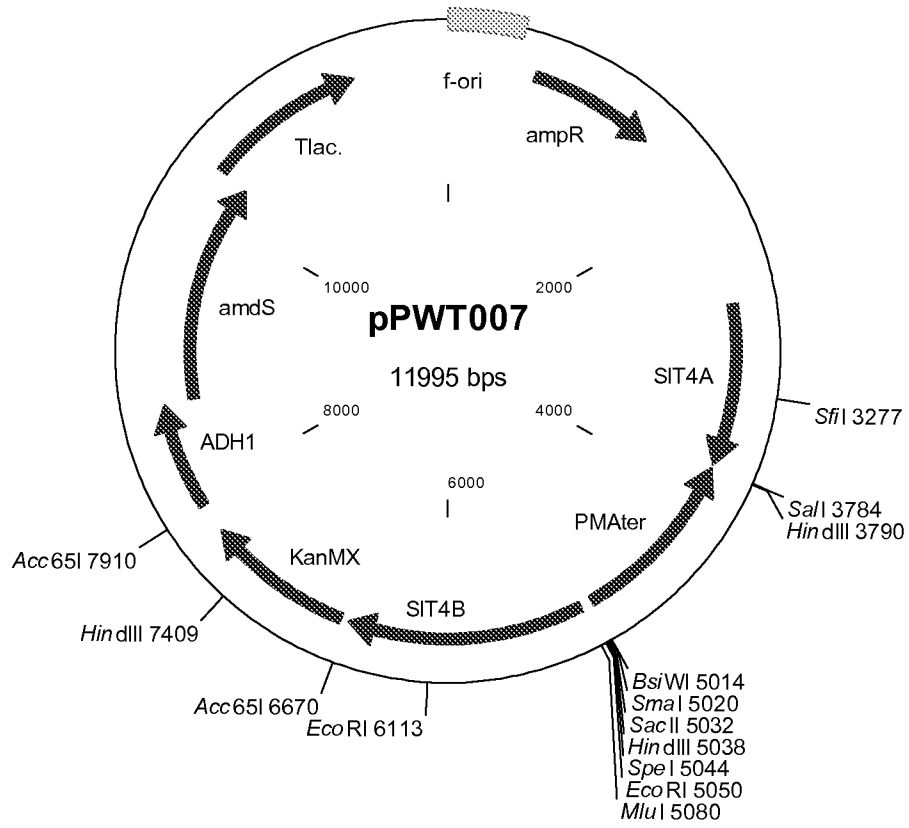 f-ori
ampR
Tlac.
10000
2000
amdS
pPWT007
11995 bps
SIT4A
SfiI 3277
8000
4000
ADH1
6000
SalI 3784
HindIII 3790
PMAter
KanMX
SIT4B
Acc65I 7910
HindIII 7409
Acc65I 6670
EcoRI 6113
BsiWI 5014
SmaI 5020
SacII 5032
HindIII 5038
SpeI 5044
EcoRI 5050
MluI 5080